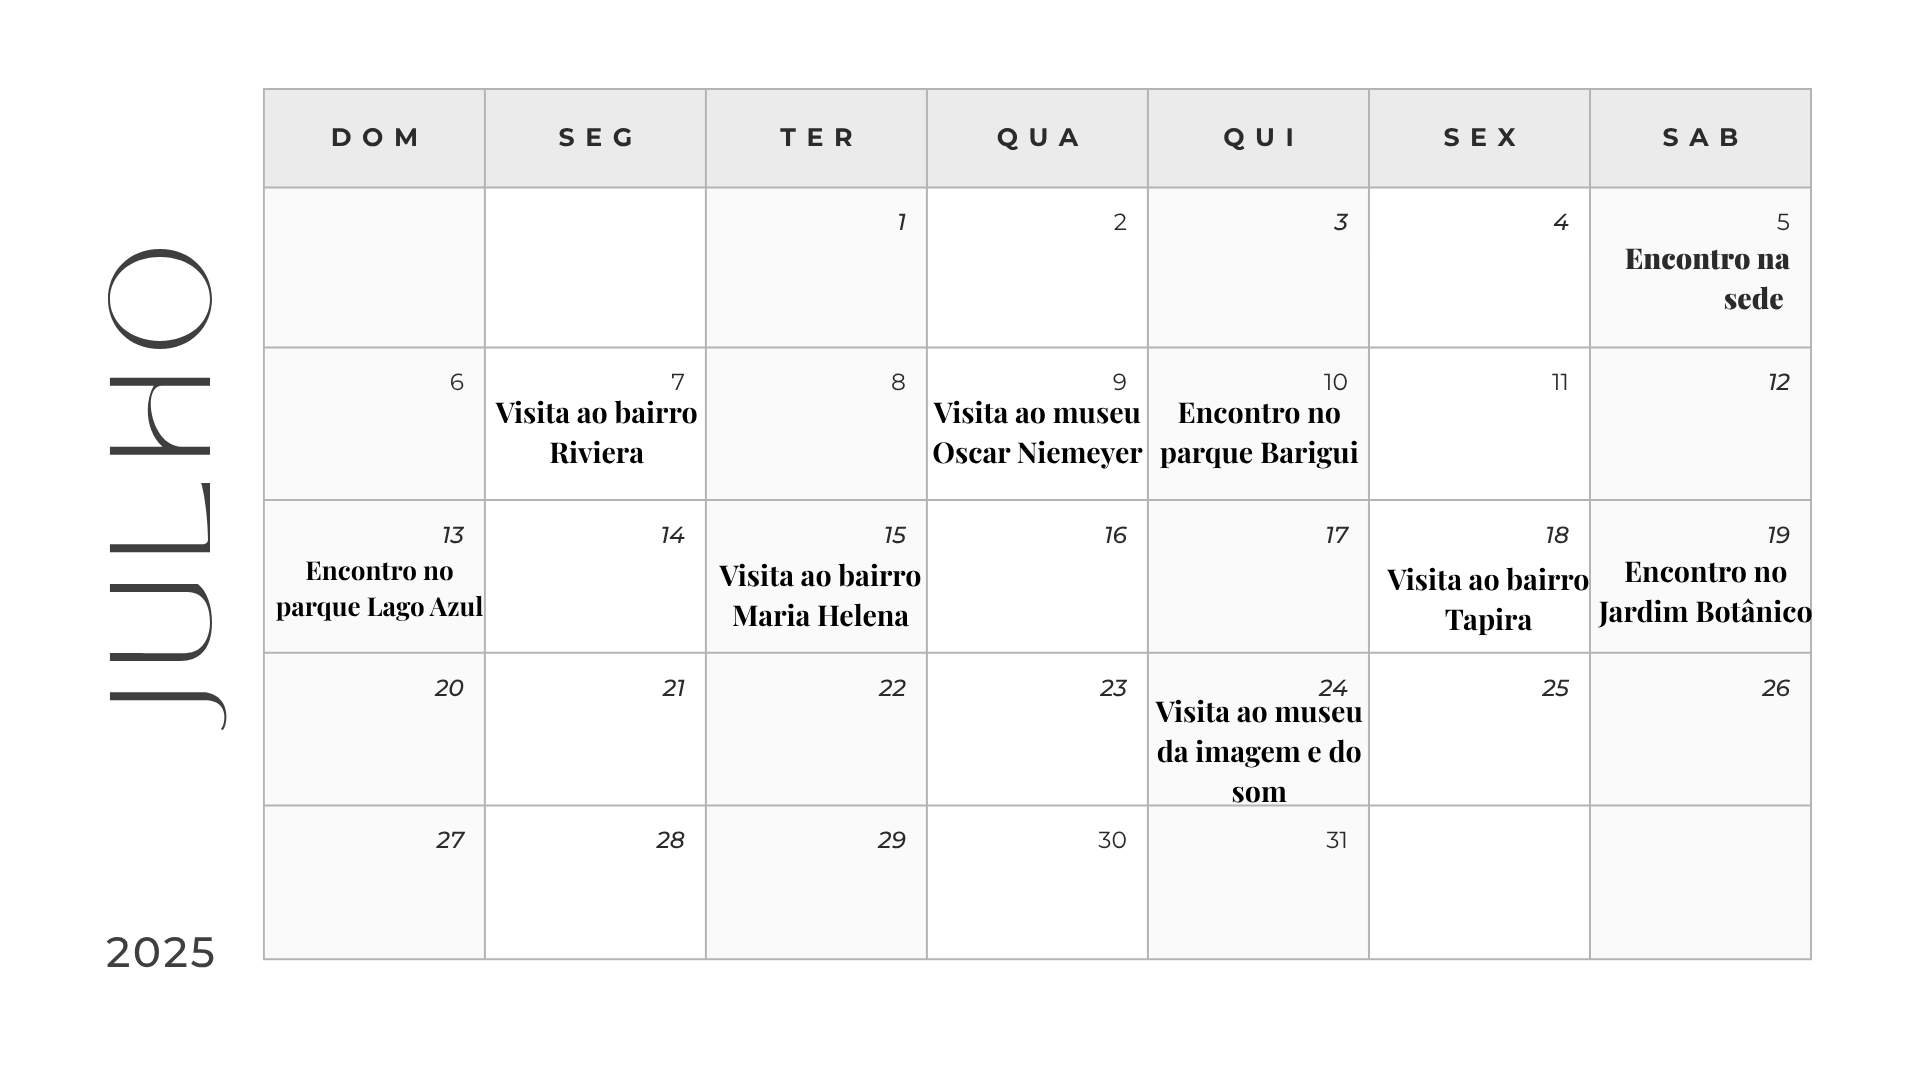 JULHO
2025
DOM SEG TER QUA QUI SEX SAB
1 2 3 4 5
Encontro na
sede
6 7 8 9 10 11 12
Visita ao bairro
Riviera
Visita ao museu
Oscar Niemeyer
Encontro no
parque Barigui
13 14 15 16 17 18 19
Encontro no
parque Lago Azul
Visita ao bairro
Maria Helena
Visita ao bairro
Tapira
Encontro no
Jardim Botânico
20 21 22 23 24 25 26
Visita ao museu
da imagem e do
som
27 28 29 30 31